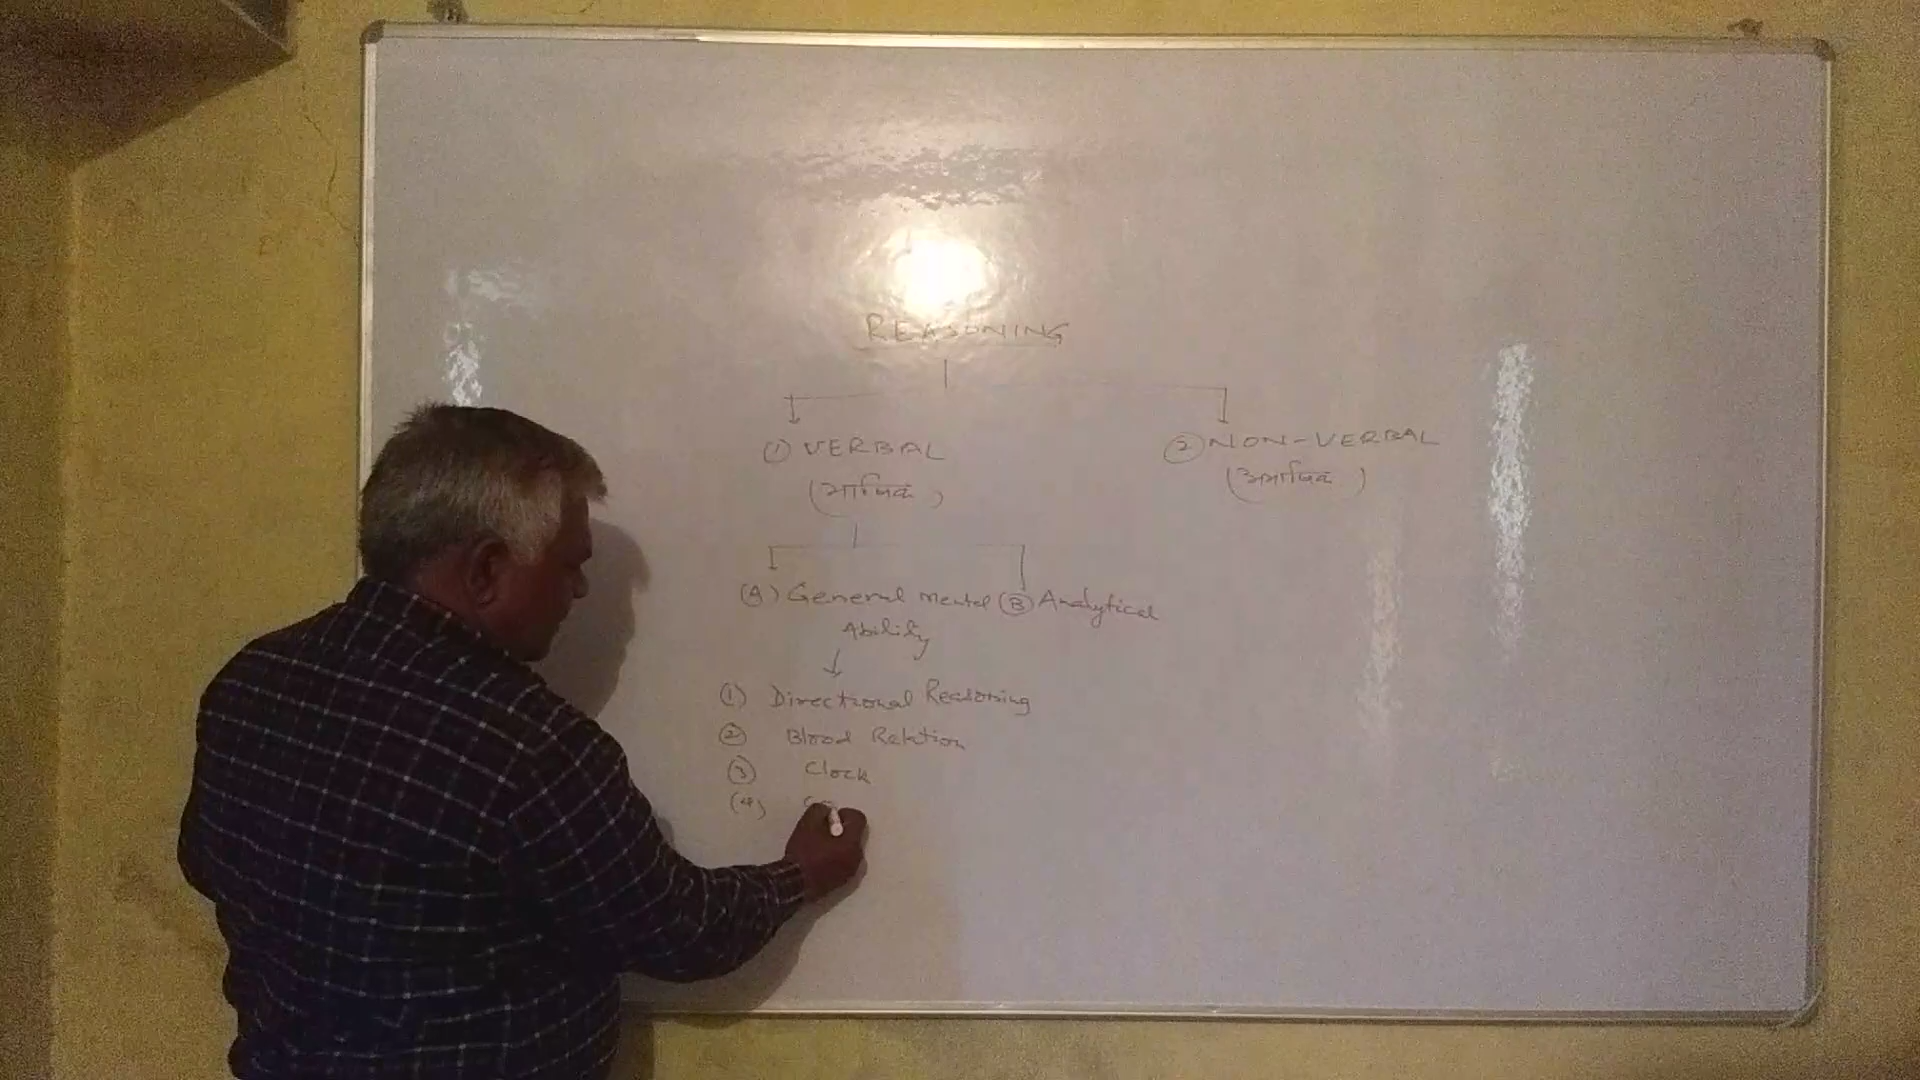 REASONING
① VERBAL
(भाषिक)
② NON-VERBAL
(अभाषिक)
(A) General mental
Ability
Ⓑ Analytical
↓
① Directional Reasoning
② Blood Relation
③ Clock
(4)